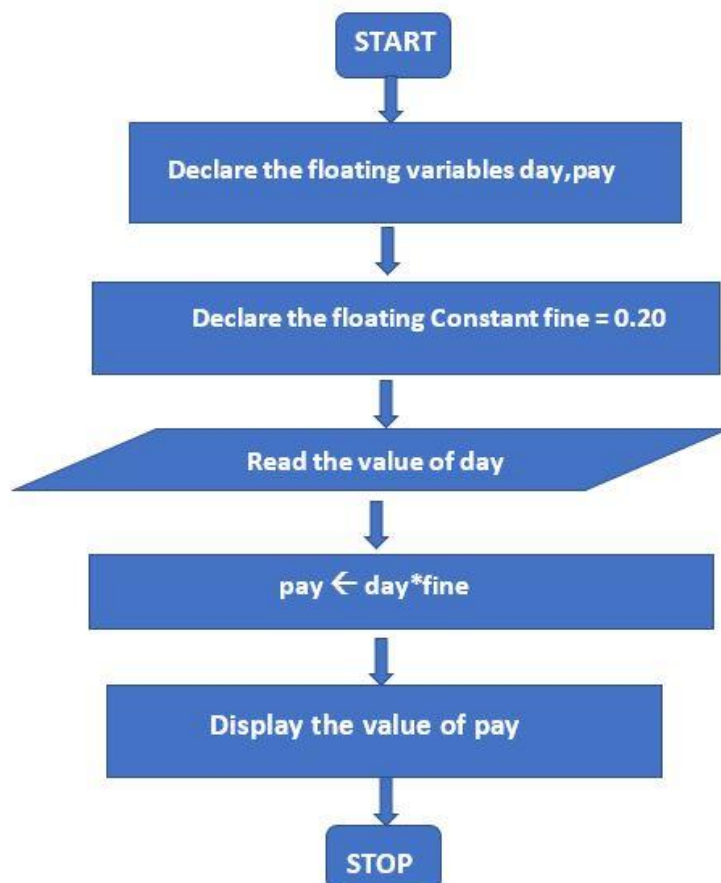 START
Declare the floating variables day,pay
Declare the floating Constant fine = 0.20
Read the value of day
pay ← day*fine
Display the value of pay
STOP